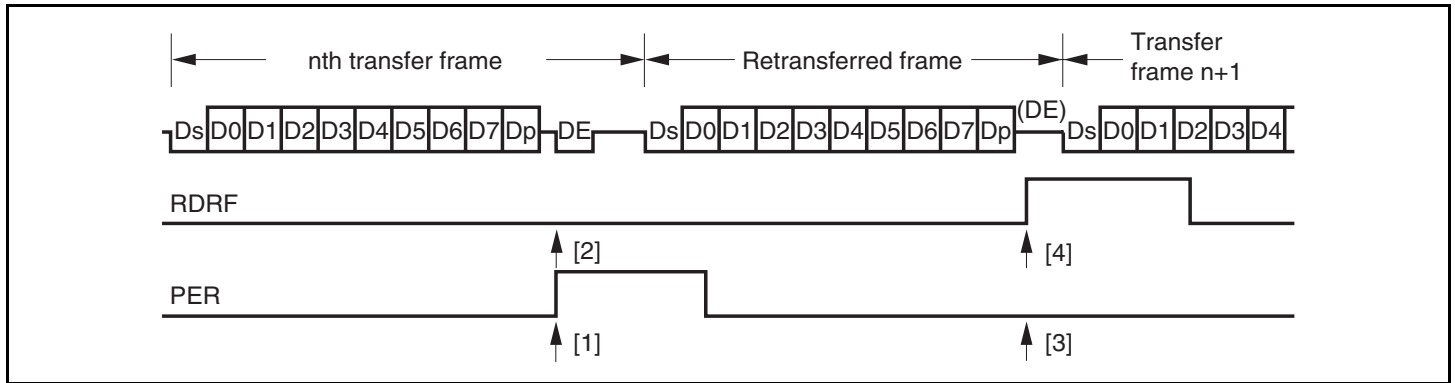 nth transfer frame
Retransferred frame
Transfer
frame n+1
Ds D0 D1 D2 D3 D4 D5 D6 D7 Dp DE Ds D0 D1 D2 D3 D4 D5 D6 D7 Dp (DE) Ds D0 D1 D2 D3 D4
RDRF
[2]
[4]
PER
[1]
[3]